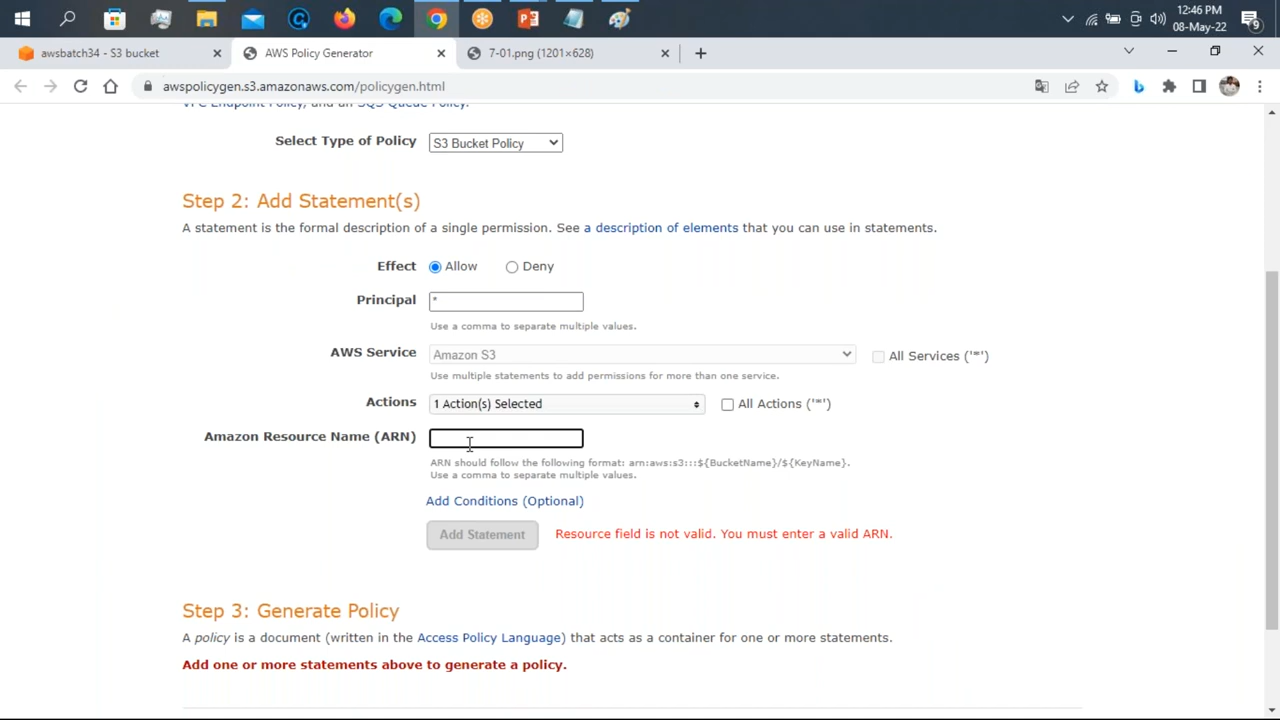 12:46 PM
08-May-22
9
awsbatch34 - S3 bucket
AWS Policy Generator
7-01.png (1201×628)
awspolicygen.s3.amazonaws.com/policygen.html
VPC Endpoint Policy, and an SQS Queue Policy.
Select Type of Policy
S3 Bucket Policy
Step 2: Add Statement(s)
A statement is the formal description of a single permission. See a description of elements that you can use in statements.
Effect
Allow
Deny
Principal
*
Use a comma to separate multiple values.
AWS Service
Amazon S3
All Services ('*')
Use multiple statements to add permissions for more than one service.
Actions
1 Action(s) Selected
All Actions ('*')
Amazon Resource Name (ARN)
ARN should follow the following format: arn:aws:s3:::${BucketName}/${KeyName}.
Use a comma to separate multiple values.
Add Conditions (Optional)
Add Statement
Resource field is not valid. You must enter a valid ARN.
Step 3: Generate Policy
A policy is a document (written in the Access Policy Language) that acts as a container for one or more statements.
Add one or more statements above to generate a policy.